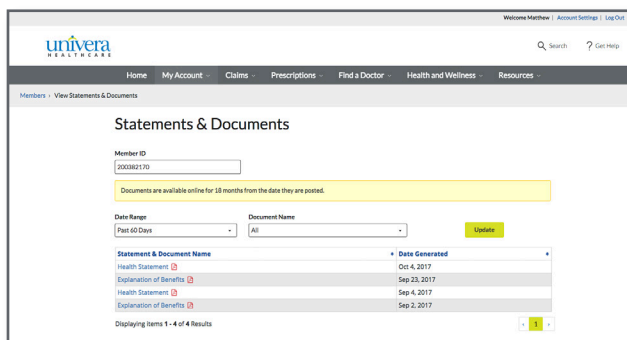 Welcome Matthew | Account Settings | Log Out
univera
HEALTHCARE
Search ? Get Help
Home My Account Claims Prescriptions Find a Doctor Health and Wellness Resources
Members › View Statements & Documents
Statements & Documents
Member ID
200382170
Documents are available online for 18 months from the date they are posted.
Date Range Document Name
Past 60 Days All Update
Statement & Document Name Date Generated
Health Statement Oct 4, 2017
Explanation of Benefits Sep 23, 2017
Health Statement Sep 4, 2017
Explanation of Benefits Sep 2, 2017
Displaying items 1 - 4 of 4 Results ‹ 1 ›